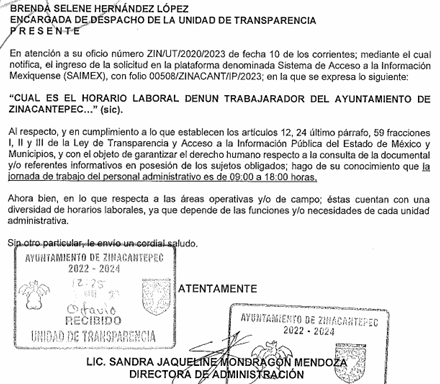 BRENDA SELENE HERNÁNDEZ LÓPEZ
ENCARGADA DE DESPACHO DE LA UNIDAD DE TRANSPARENCIA
P R E S E N T E
En atención a su oficio número ZIN/UT/2020/2023 de fecha 10 de los corrientes; mediante el cual
notifica, el ingreso de la solicitud en la plataforma denominada Sistema de Acceso a la Información
Mexiquense (SAIMEX), con folio 00508/ZINACANT/IP/2023; en la que se expresa lo siguiente:
“CUAL ES EL HORARIO LABORAL DENUN TRABAJARADOR DEL AYUNTAMIENTO DE
ZINACANTEPEC...” (sic).
Al respecto, y en cumplimiento a lo que establecen los artículos 12, 24 último párrafo, 59 fracciones
I, II y III de la Ley de Transparencia y Acceso a la Información Pública del Estado de México y
Municipios, y con el objeto de garantizar el derecho humano respecto a la consulta de la documental
y/o referentes informativos en posesión de los sujetos obligados; hago de su conocimiento que la
jornada de trabajo del personal administrativo es de 09:00 a 18:00 horas.
Ahora bien, en lo que respecta a las áreas operativas y/o de campo; éstas cuentan con una
diversidad de horarios laborales, ya que depende de las funciones y/o necesidades de cada unidad
administrativa.
Sin otro particular, le envío un cordial saludo.
AYUNTAMIENTO DE ZINACANTEPEC
2022 - 2024
12:25
Octavio
RECIBIDO
UNIDAD DE TRANSPARENCIA
ATENTAMENTE
AYUNTAMIENTO DE ZINACANTEPEC
2022 - 2024
LIC. SANDRA JAQUELINE MONDRAGÓN MENDOZA
DIRECTORA DE ADMINISTRACIÓN